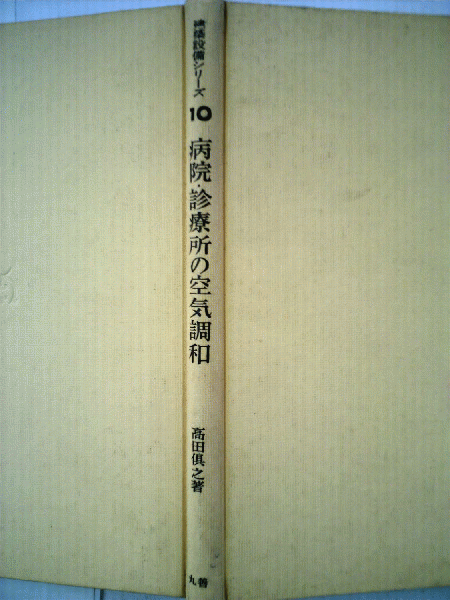 建築設備シリーズ
10
病院・診療所の空気調和
高田倶之著
丸善